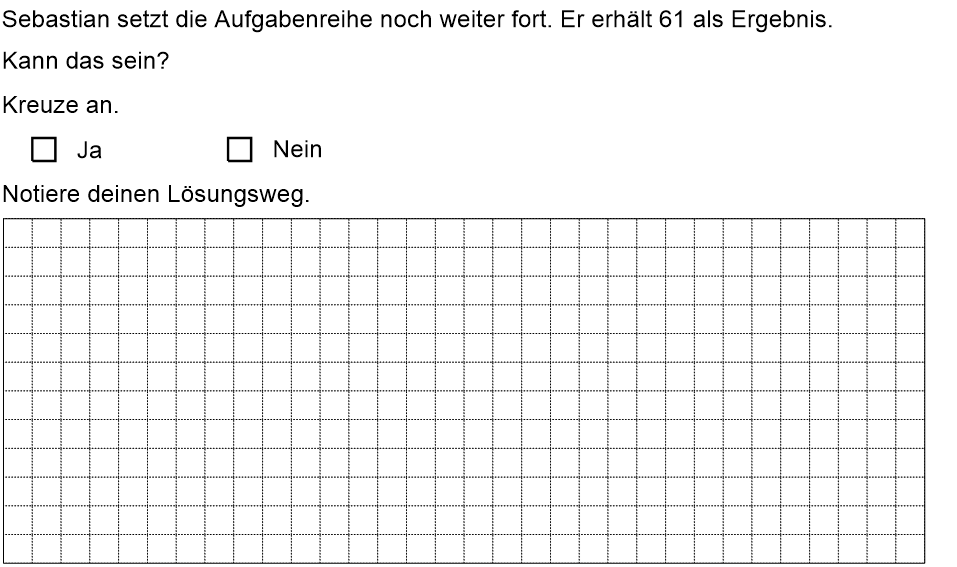 Sebastian setzt die Aufgabenreihe noch weiter fort. Er erhält 61 als Ergebnis.
Kann das sein?
Kreuze an.
Ja Nein
Notiere deinen Lösungsweg.